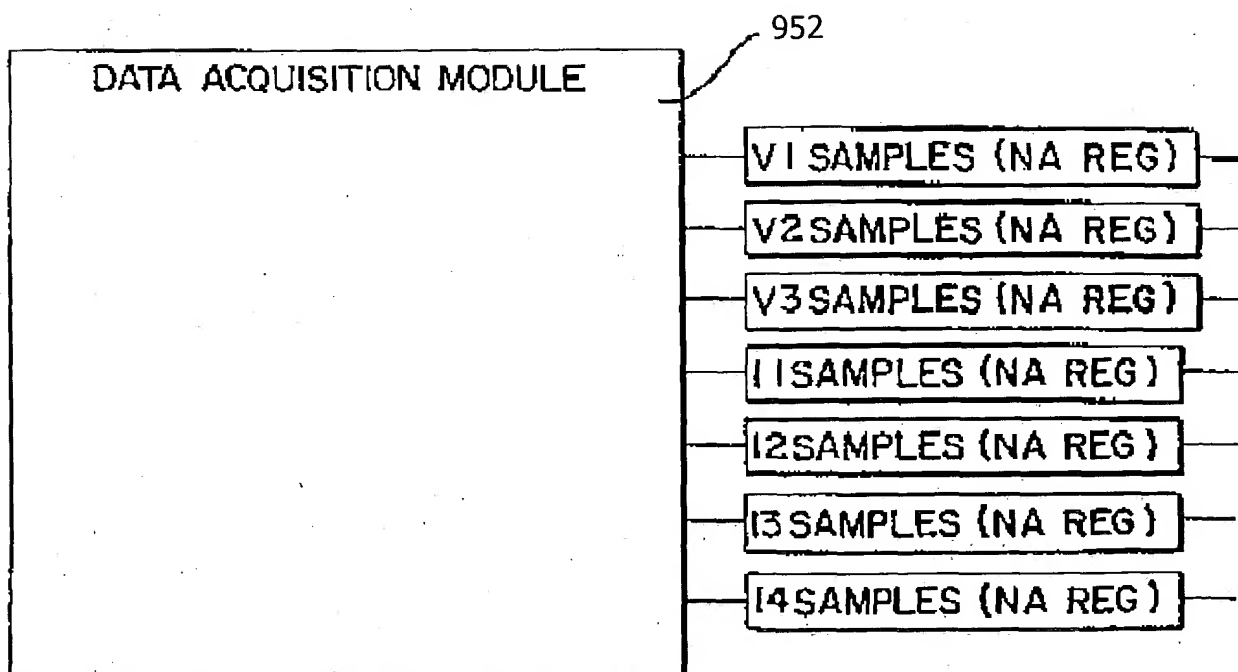 952
DATA ACQUISITION MODULE
V1 SAMPLES (NA REG)
V2 SAMPLES (NA REG)
V3 SAMPLES (NA REG)
I1 SAMPLES (NA REG)
I2 SAMPLES (NA REG)
I3 SAMPLES (NA REG)
I4 SAMPLES (NA REG)